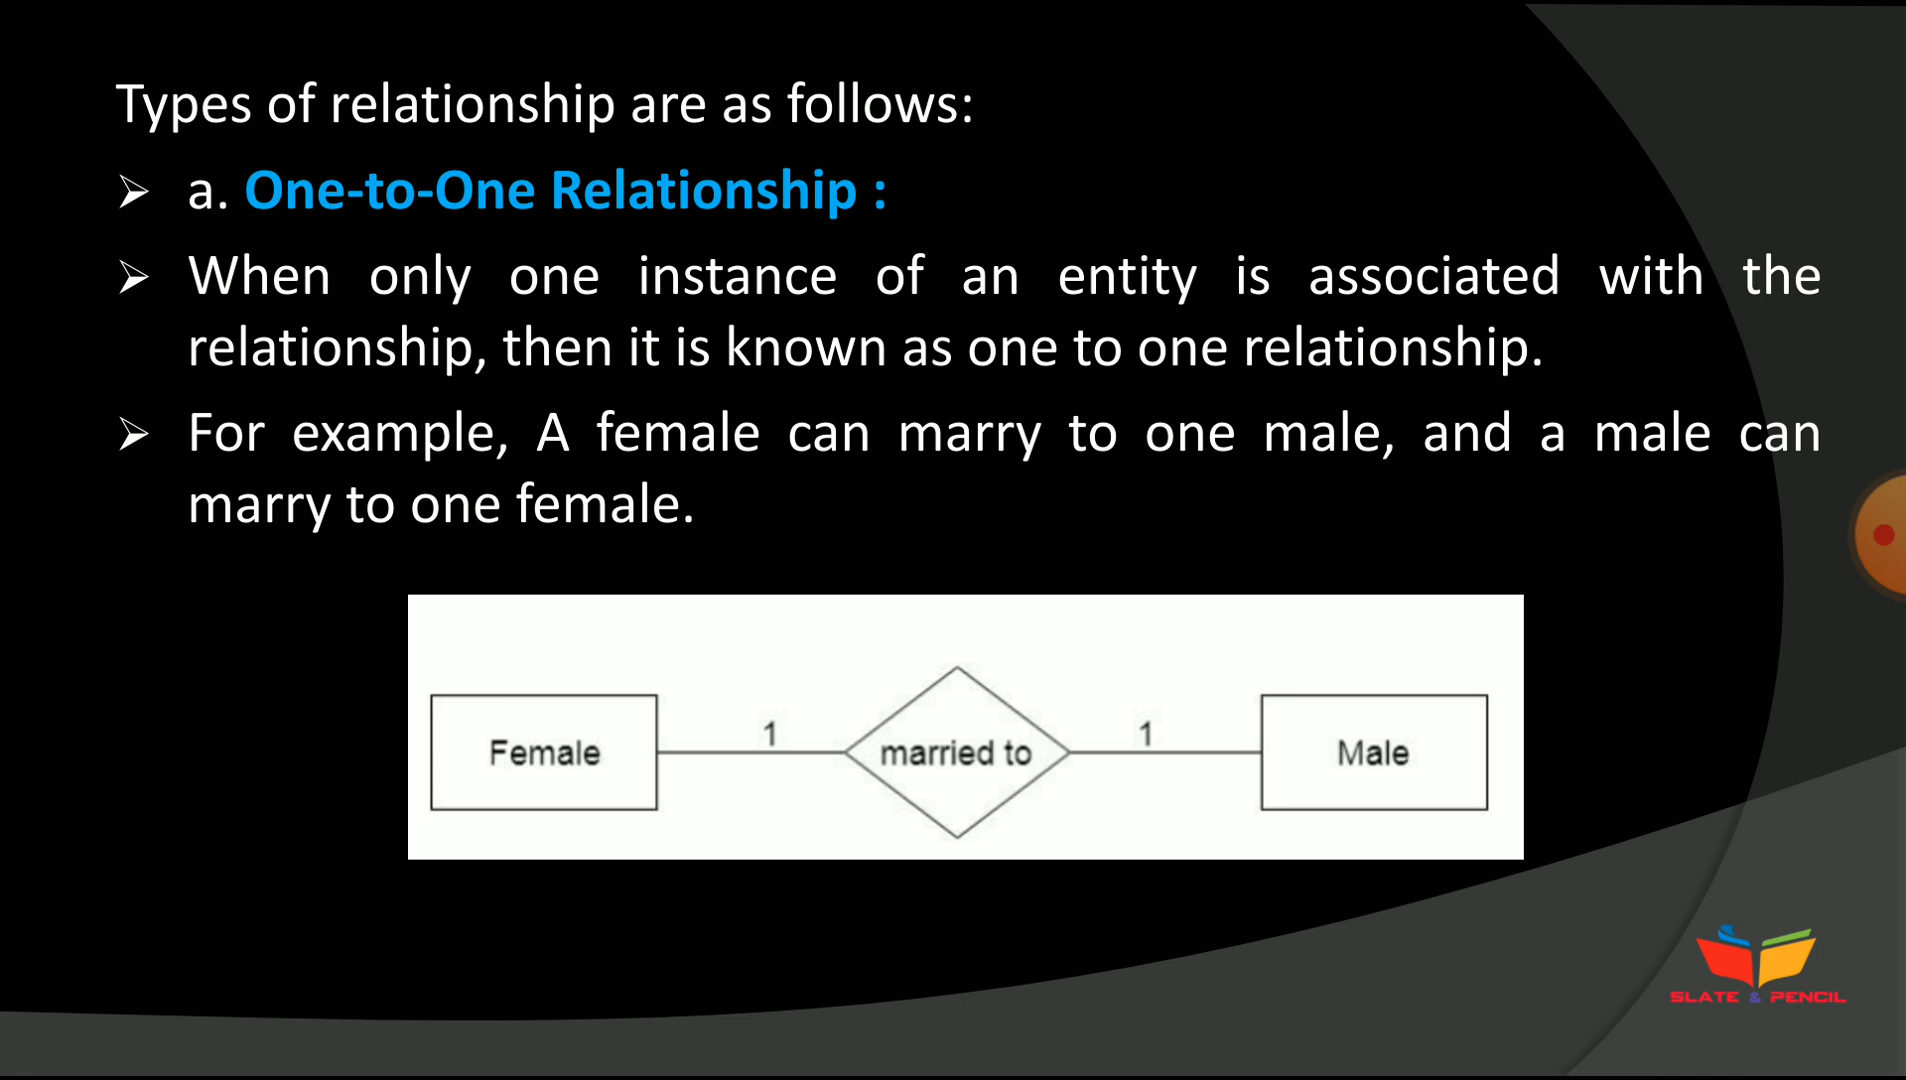 Types of relationship are as follows:
➢ a. One-to-One Relationship :
➢ When only one instance of an entity is associated with the
relationship, then it is known as one to one relationship.
➢ For example, A female can marry to one male, and a male can
marry to one female.
Female 1 married to 1 Male
SLATE & PENCIL